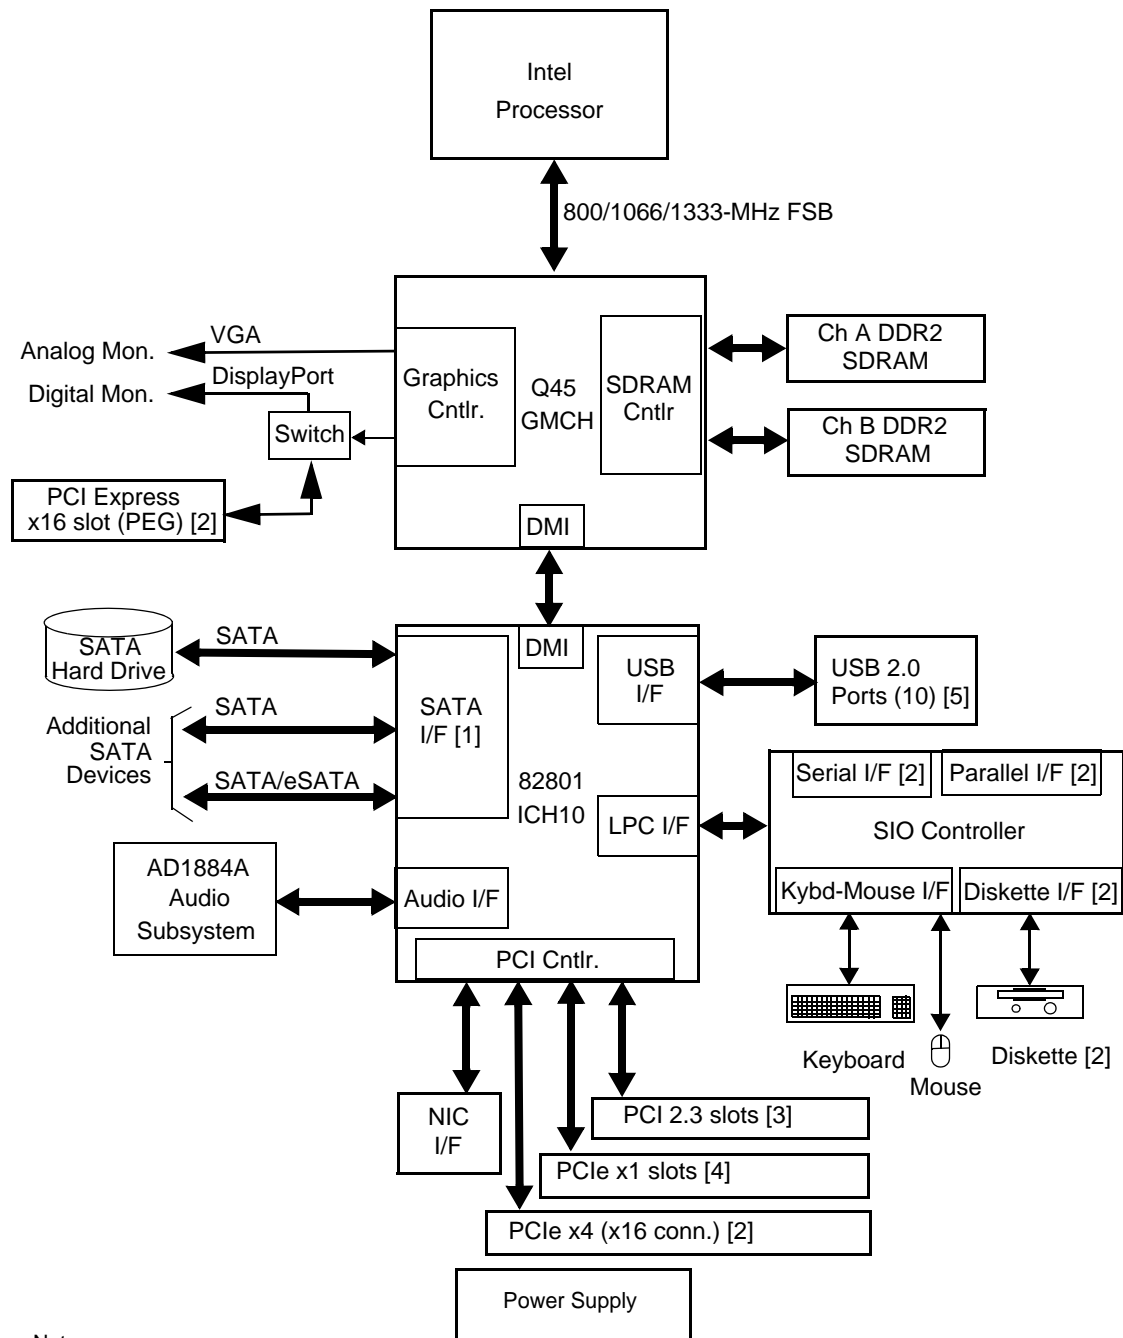 Intel
Processor
800/1066/1333-MHz FSB
VGA
Analog Mon.
DisplayPort
Digital Mon.
Switch
Graphics
Cntlr.
Q45
GMCH
SDRAM
Cntlr
Ch A DDR2
SDRAM
Ch B DDR2
SDRAM
PCI Express
x16 slot (PEG) [2]
DMI
SATA
Hard Drive
SATA
SATA
SATA/eSATA
Additional
SATA
Devices
SATA
I/F [1]
DMI
USB
I/F
USB 2.0
Ports (10) [5]
82801
ICH10
LPC I/F
Serial I/F [2]
Parallel I/F [2]
SIO Controller
Kybd-Mouse I/F
Diskette I/F [2]
AD1884A
Audio
Subsystem
Audio I/F
PCI Cntlr.
Keyboard
Mouse
Diskette [2]
NIC
I/F
PCI 2.3 slots [3]
PCIe x1 slots [4]
PCIe x4 (x16 conn.) [2]
Power Supply